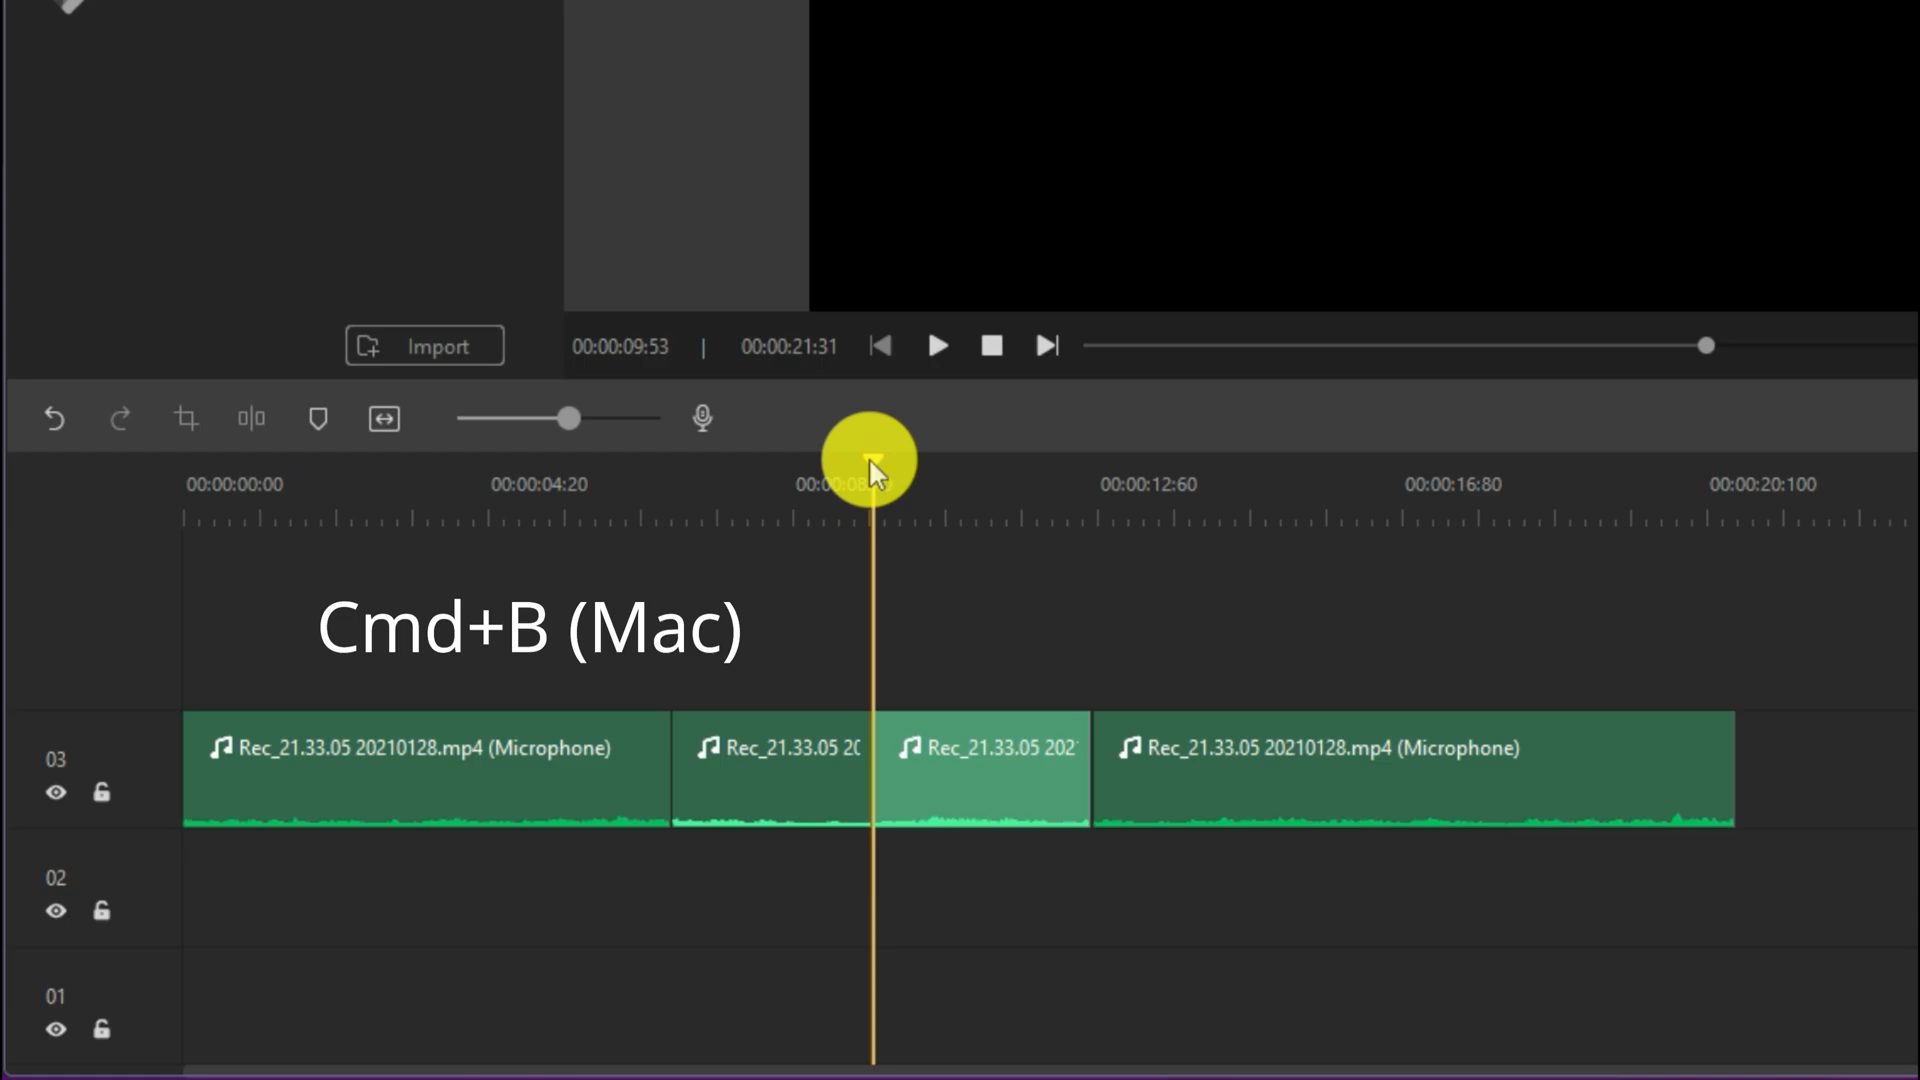 Import
00:00:09:53 | 00:00:21:31
00:00:00:00 00:00:04:20 00:00:12:60 00:00:16:80 00:00:20:100
Cmd+B (Mac)
03
Rec_21.33.05 20210128.mp4 (Microphone) Rec_21.33.05 20 Rec_21.33.05 202 Rec_21.33.05 20210128.mp4 (Microphone)
02
01